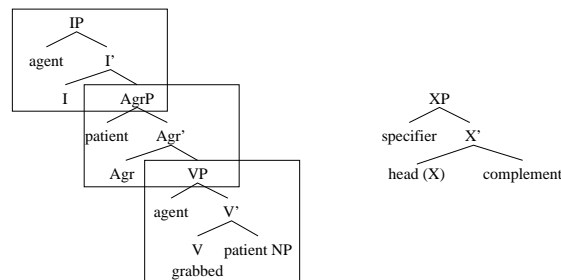 IP
agent I'
I AgrP
patient Agr'
Agr VP
agent V'
V patient NP
grabbed
XP
specifier X'
head (X) complement